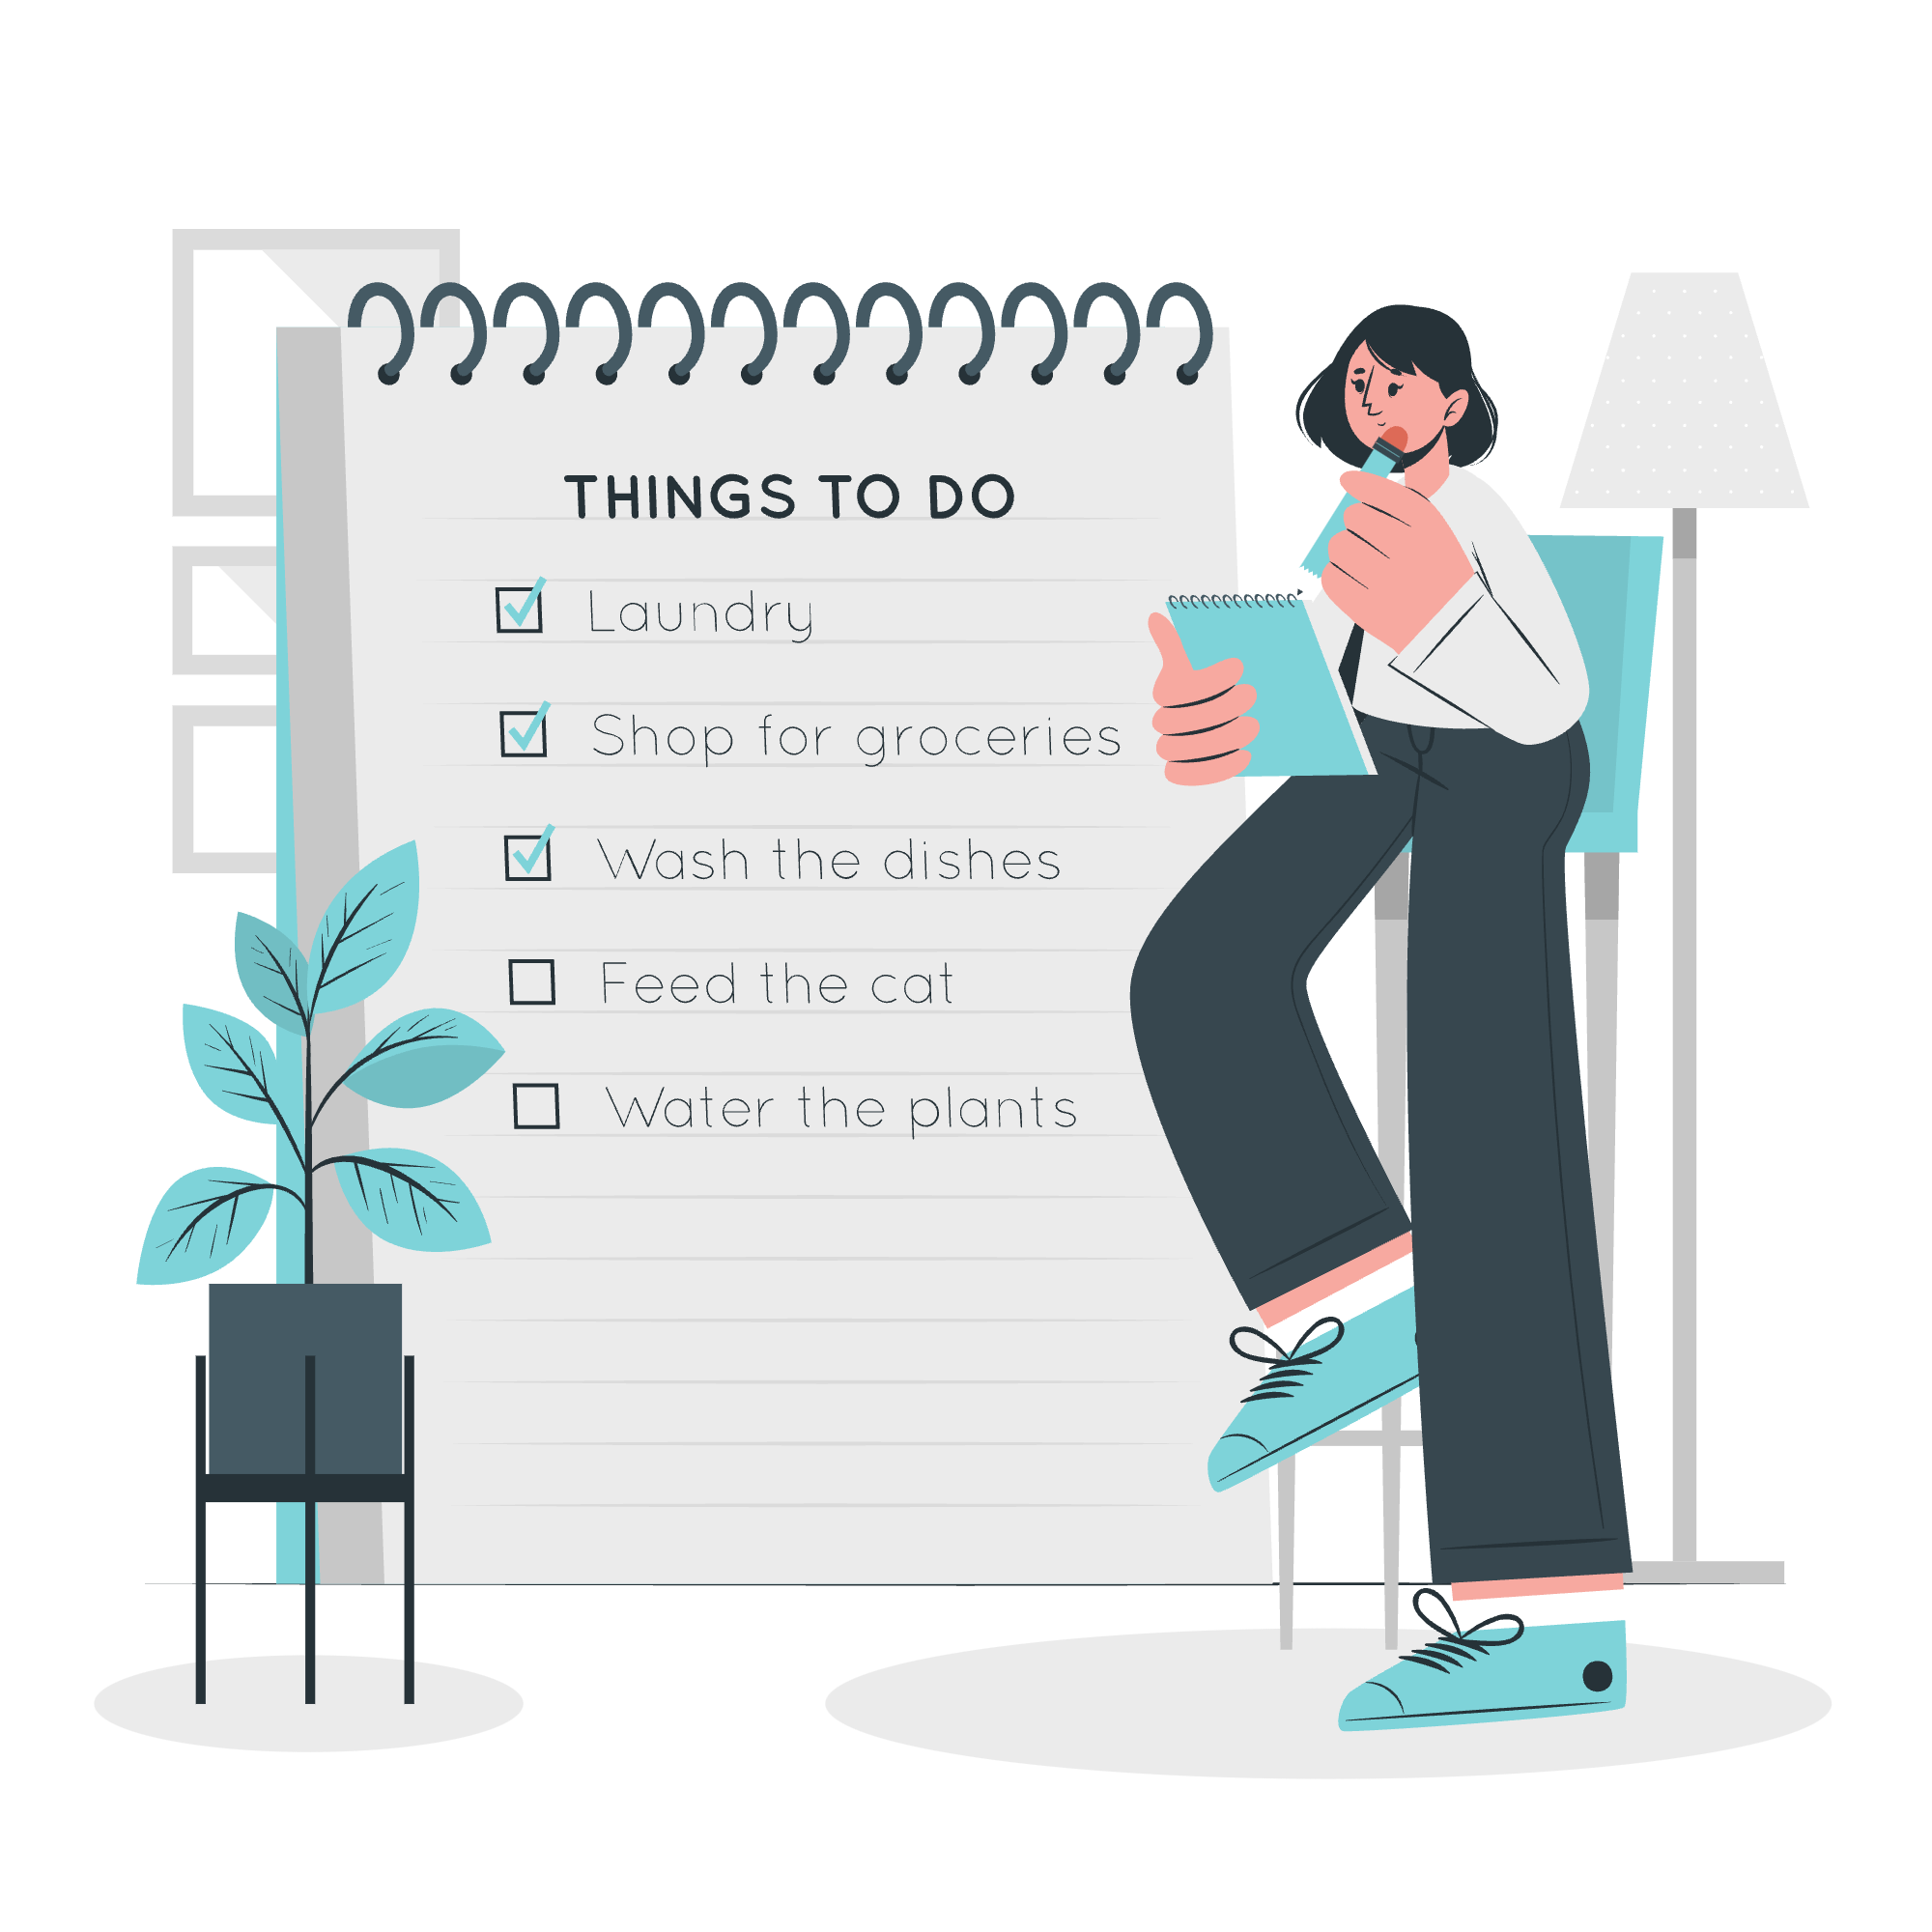 THINGS TO DO
Laundry
Shop for groceries
Wash the dishes
Feed the cat
Water the plants